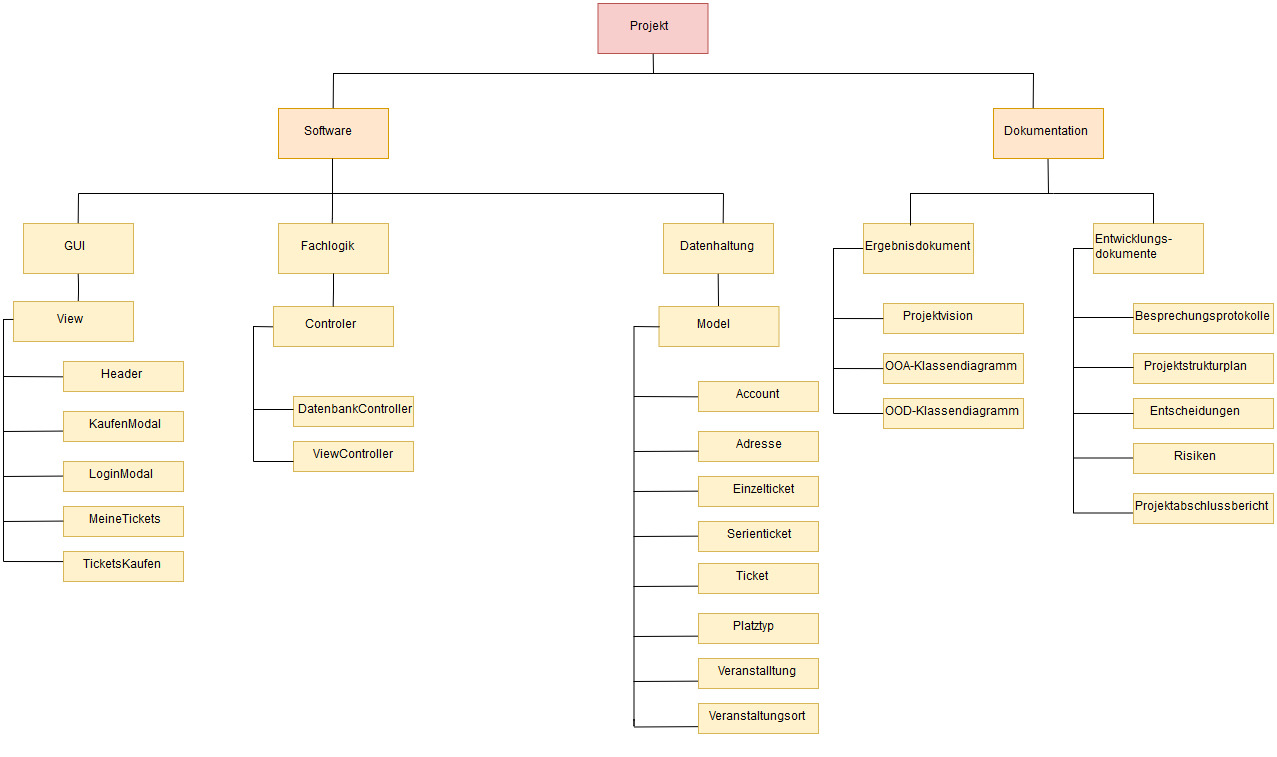 Projekt
Software
Dokumentation
GUI
Fachlogik
Datenhaltung
Ergebnisdokument
Entwicklungs-
dokumente
View
Header
KaufenModal
LoginModal
MeineTickets
TicketsKaufen
Controler
DatenbankController
ViewController
Model
Account
Adresse
Einzelticket
Serienticket
Ticket
Platztyp
Veranstalltung
Veranstaltungsort
Projektvision
OOA-Klassendiagramm
OOD-Klassendiagramm
Besprechungsprotokolle
Projektstrukturplan
Entscheidungen
Risiken
Projektabschlussbericht